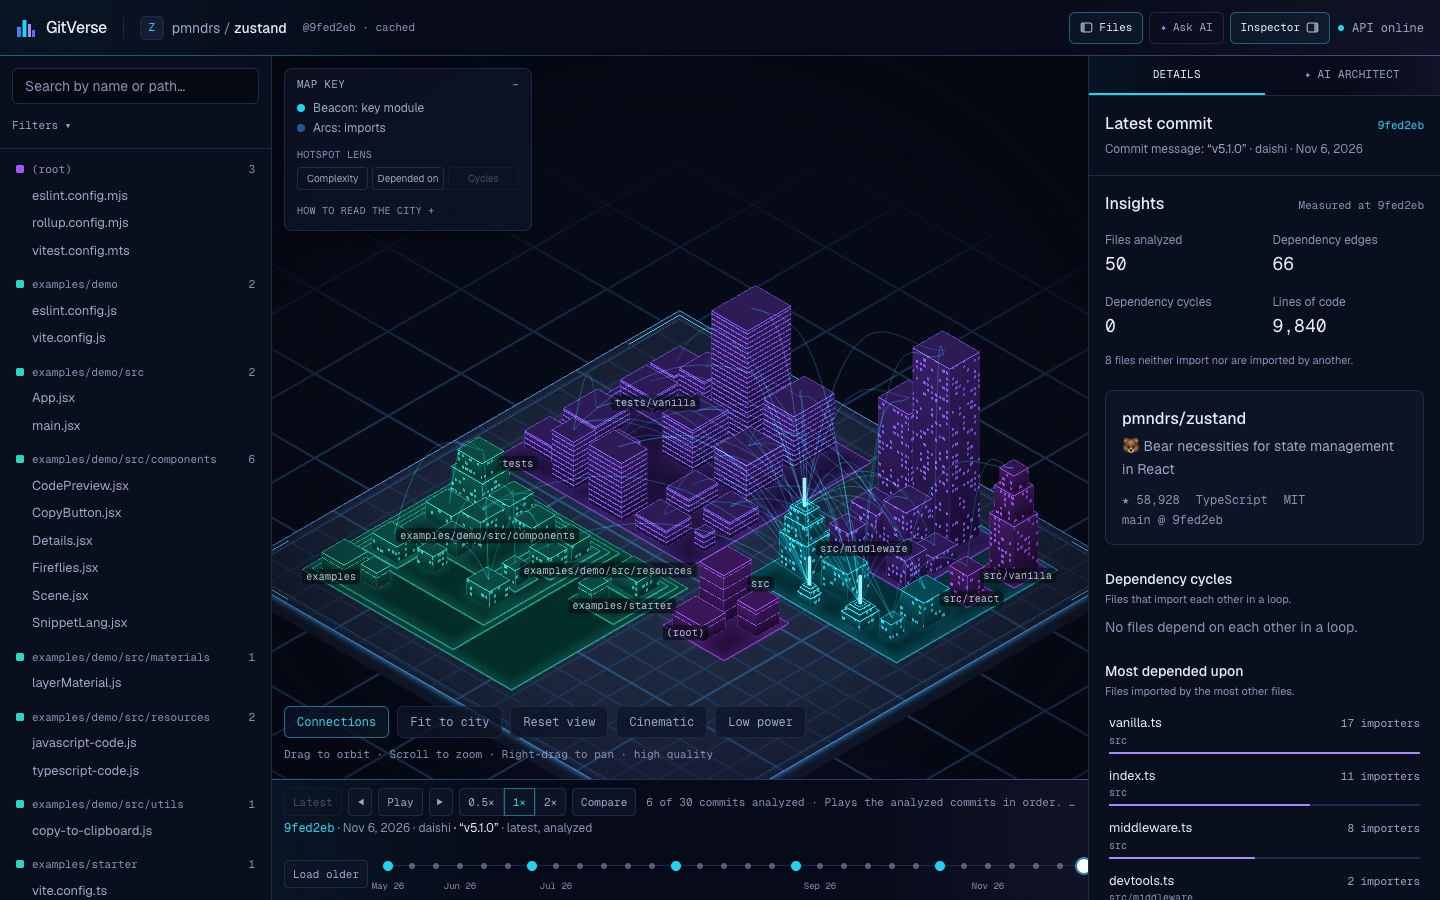 GitVerse
Z pmndrs / zustand @9fed2eb · cached
Files
✦ Ask AI
Inspector
API online
Search by name or path…
Filters ▾
(root) 3
eslint.config.mjs
rollup.config.mjs
vitest.config.mts
examples/demo 2
eslint.config.js
vite.config.js
examples/demo/src 2
App.jsx
main.jsx
examples/demo/src/components 6
CodePreview.jsx
CopyButton.jsx
Details.jsx
Fireflies.jsx
Scene.jsx
SnippetLang.jsx
examples/demo/src/materials 1
layerMaterial.js
examples/demo/src/resources 2
javascript-code.js
typescript-code.js
examples/demo/src/utils 1
copy-to-clipboard.js
examples/starter 1
vite.config.ts
MAP KEY −
Beacon: key module
Arcs: imports
HOTSPOT LENS
Complexity Depended on Cycles
HOW TO READ THE CITY +
tests/vanilla
tests
examples/demo/src/components
src/middleware
examples/demo/src/resources
examples
src
src/vanilla
src/react
examples/starter
(root)
Connections Fit to city Reset view Cinematic Low power
Drag to orbit · Scroll to zoom · Right-drag to pan · high quality
Latest ◀ Play ▶ 0.5× 1× 2× Compare 6 of 30 commits analyzed · Plays the analyzed commits in order. …
9fed2eb · Nov 6, 2026 · daishi · “v5.1.0” · latest, analyzed
Load older
May 26 Jun 26 Jul 26 Sep 26 Nov 26
DETAILS ✦ AI ARCHITECT
Latest commit 9fed2eb
Commit message: “v5.1.0” · daishi · Nov 6, 2026
Insights Measured at 9fed2eb
Files analyzed Dependency edges
50 66
Dependency cycles Lines of code
0 9,840
8 files neither import nor are imported by another.
pmndrs/zustand
🐻 Bear necessities for state management
in React
★ 58,928 TypeScript MIT
main @ 9fed2eb
Dependency cycles
Files that import each other in a loop.
No files depend on each other in a loop.
Most depended upon
Files imported by the most other files.
vanilla.ts 17 importers
src
index.ts 11 importers
src
middleware.ts 8 importers
src
devtools.ts 2 importers
src/middleware